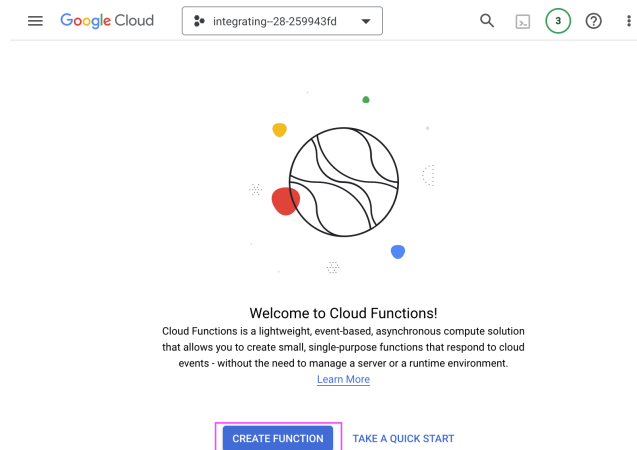 Google Cloud
integrating--28-259943fd
3
Welcome to Cloud Functions!
Cloud Functions is a lightweight, event-based, asynchronous compute solution
that allows you to create small, single-purpose functions that respond to cloud
events - without the need to manage a server or a runtime environment.
Learn More
CREATE FUNCTION
TAKE A QUICK START